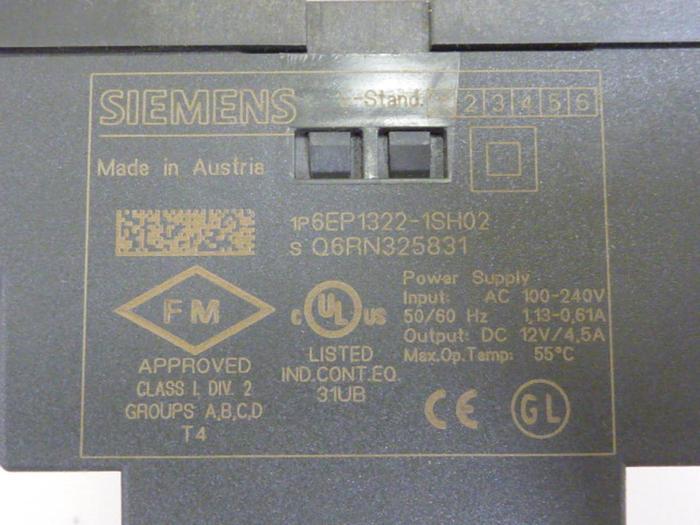 SIEMENS
-Stand. 2 3 4 5 6
Made in Austria
1P 6EP1322-1SH02
S Q6RN325831
FM
APPROVED
CLASS I, DIV. 2
GROUPS A,B,C,D
T4
C UL US
LISTED
IND.CONT.EQ.
31UB
Power Supply
Input: AC 100-240V
50/60 Hz 1,13-0,61A
Output: DC 12V/4,5A
Max.Op.Temp: 55°C
CE
GL